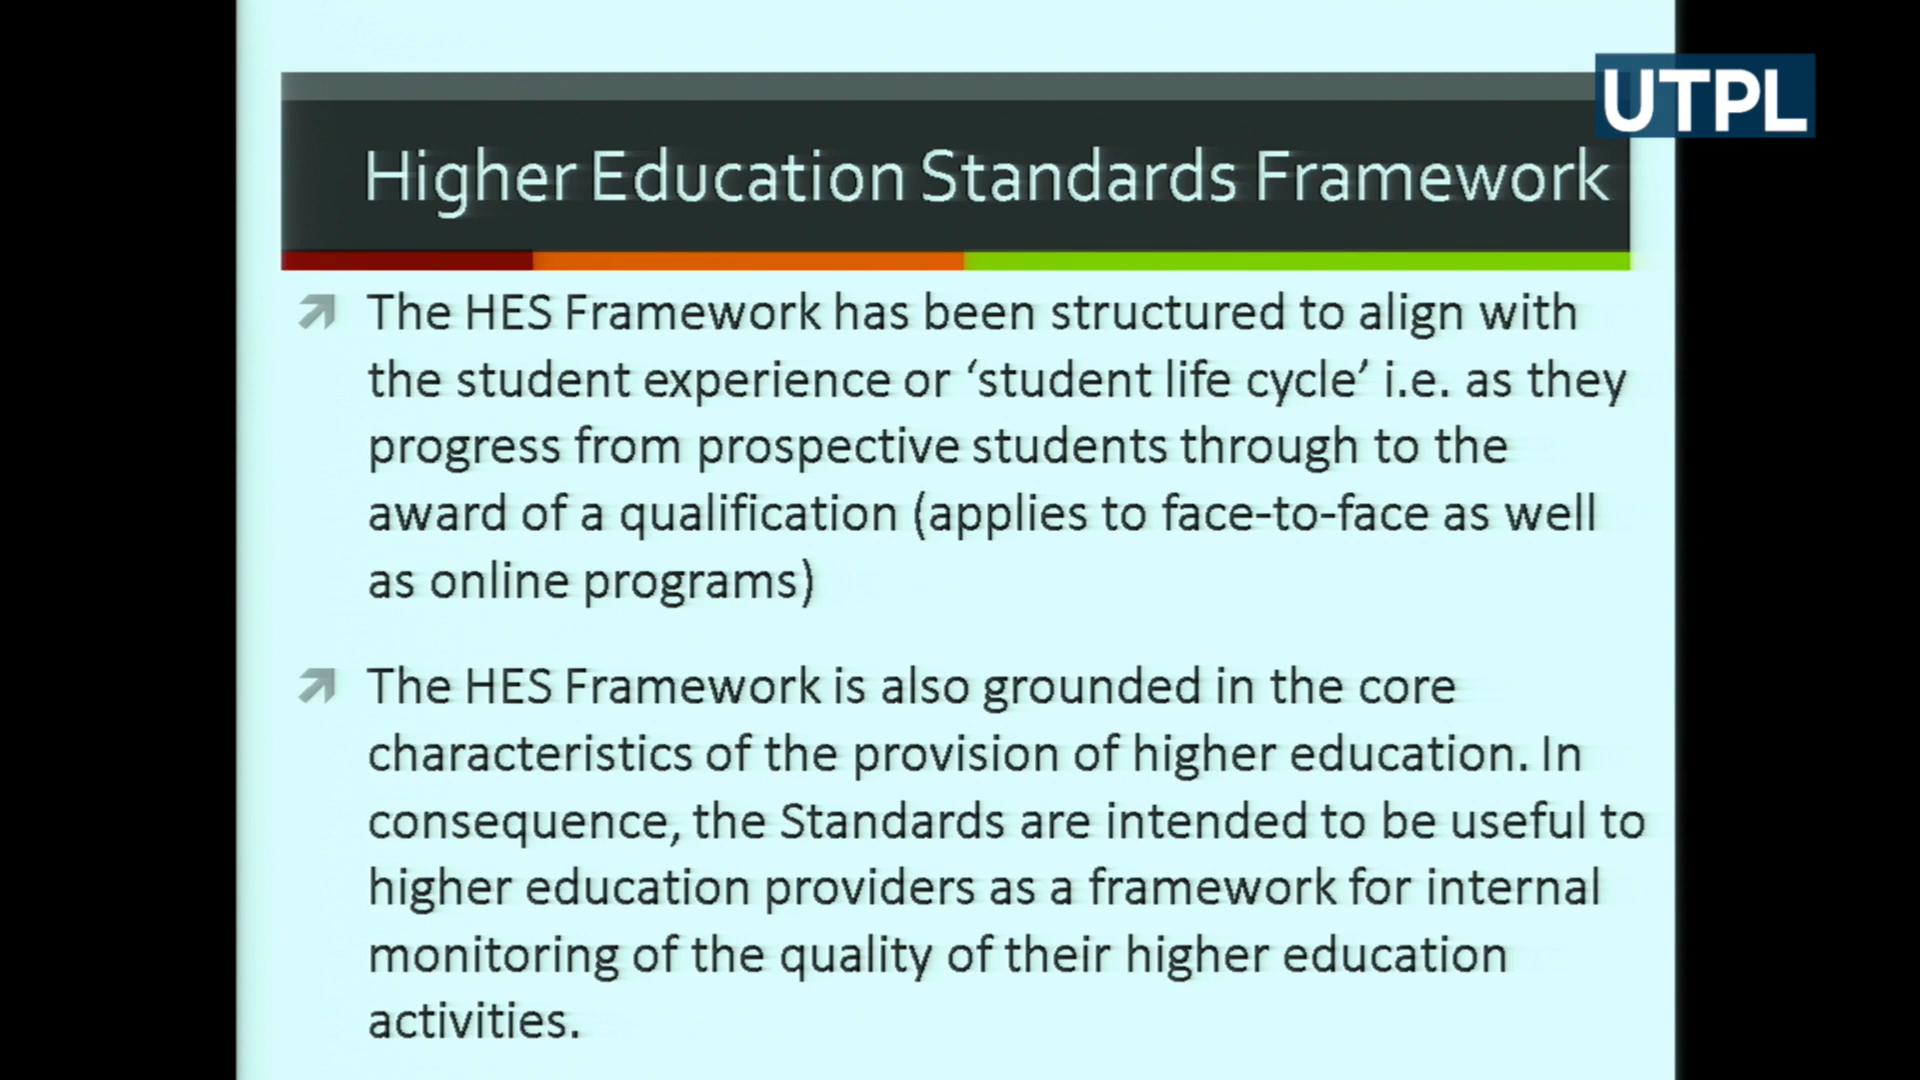 UTPL
Higher Education Standards Framework
The HES Framework has been structured to align with
the student experience or ‘student life cycle’ i.e. as they
progress from prospective students through to the
award of a qualification (applies to face-to-face as well
as online programs)
The HES Framework is also grounded in the core
characteristics of the provision of higher education. In
consequence, the Standards are intended to be useful to
higher education providers as a framework for internal
monitoring of the quality of their higher education
activities.